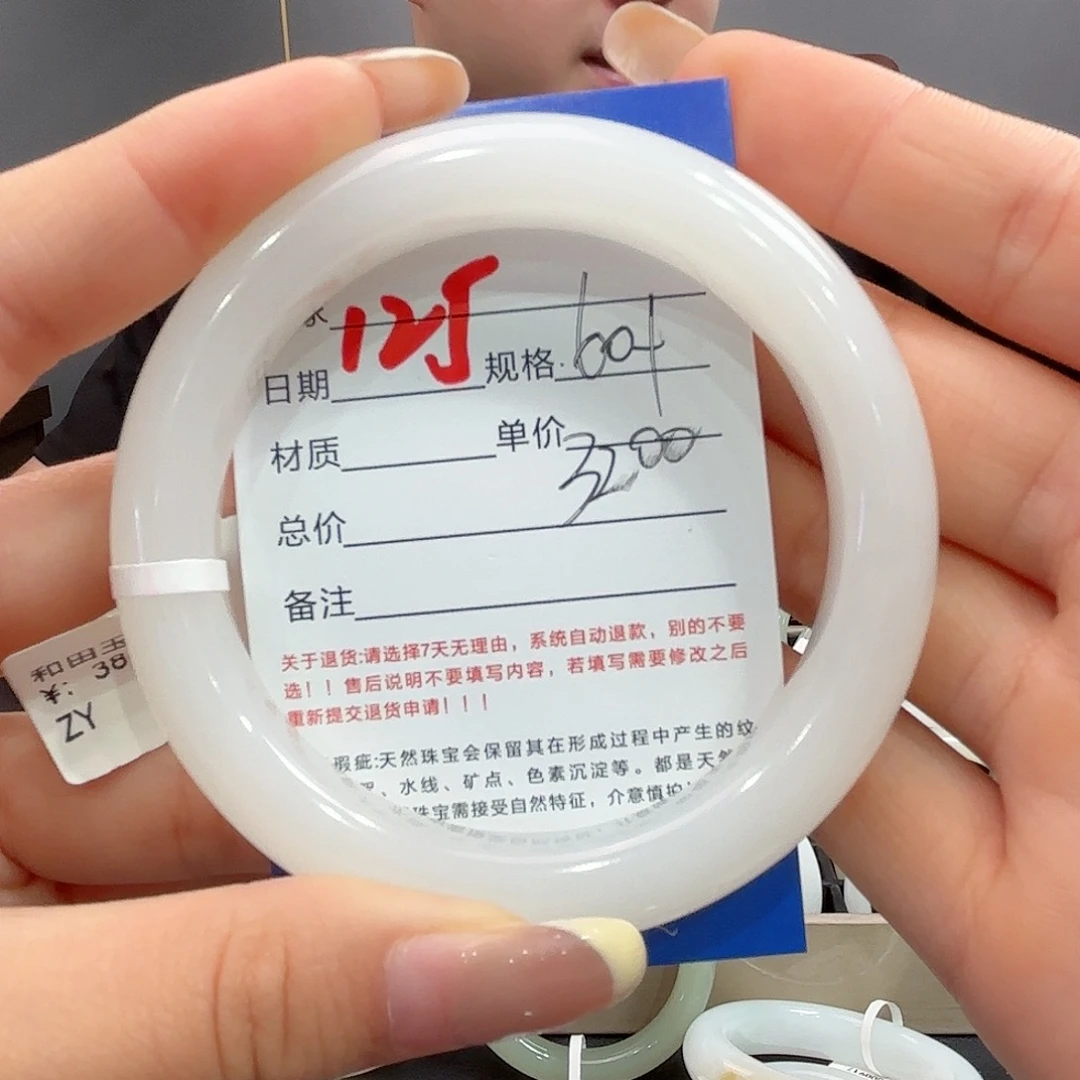 日期 规格
材质 单价 3200
总价
备注
关于退货:请选择7天无理由，系统自动退款，别的不要
选！！售后说明不要填写内容，若填写需要修改之后
重新提交退货申请！！！
瑕疵:天然珠宝会保留其在形成过程中产生的纹
、水线、矿点、色素沉淀等。都是天然
珠宝需接受自然特征，介意慎拍
和田玉
¥: 38
ZY